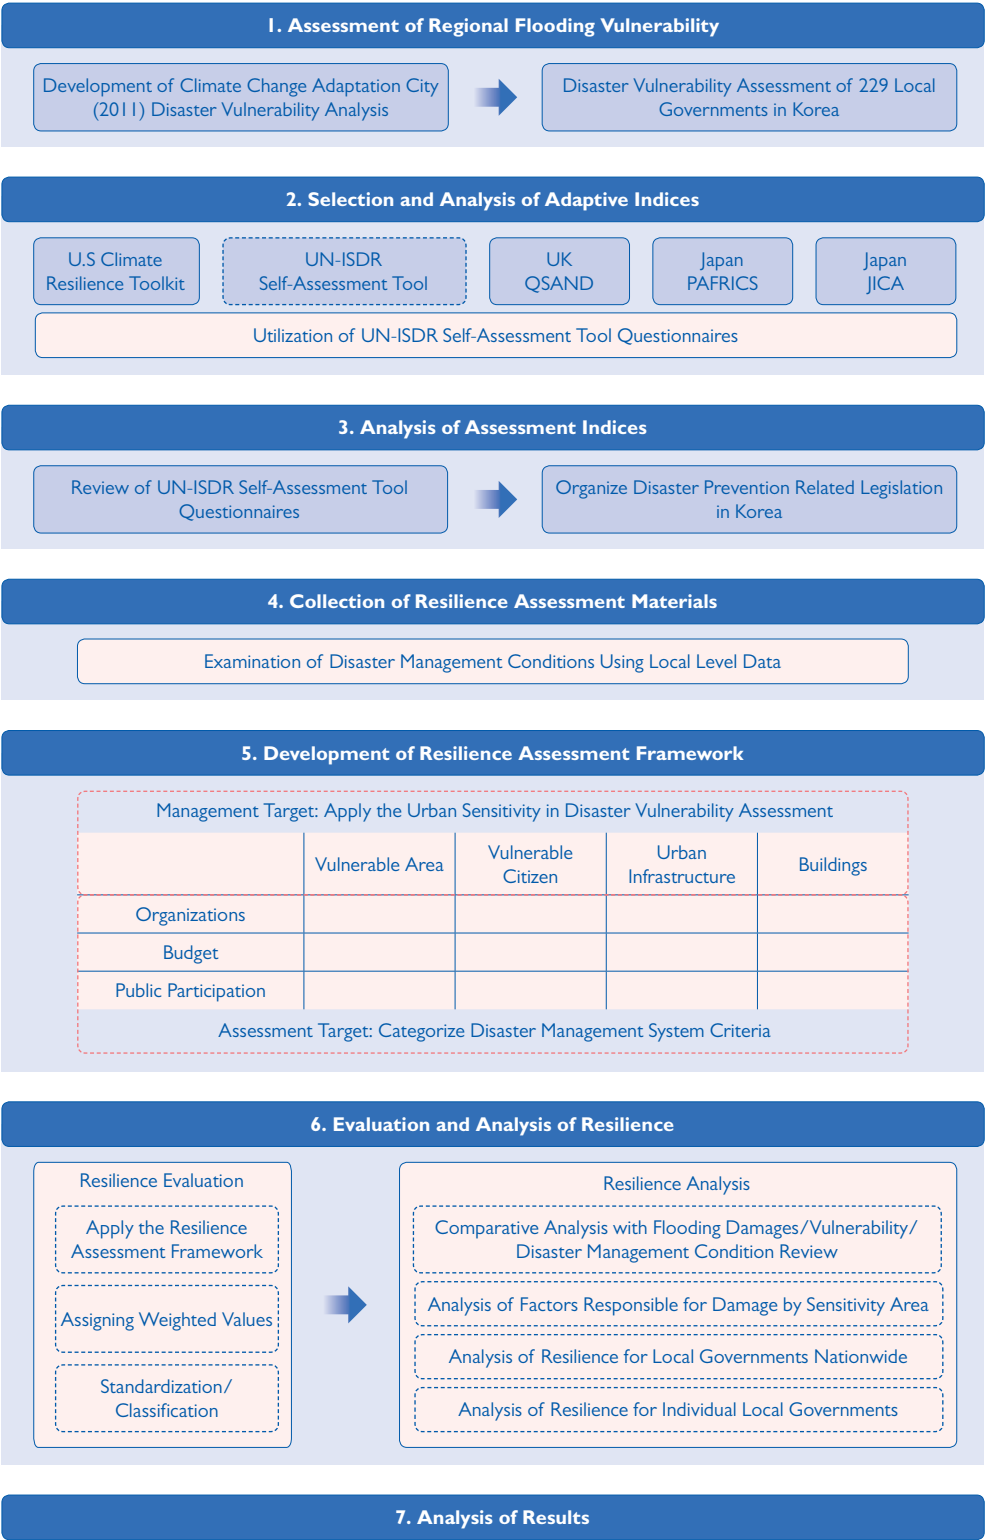 1. Assessment of Regional Flooding Vulnerability
Development of Climate Change Adaptation City
(2011) Disaster Vulnerability Analysis
Disaster Vulnerability Assessment of 229 Local
Governments in Korea
2. Selection and Analysis of Adaptive Indices
U.S Climate
Resilience Toolkit
UN-ISDR
Self-Assessment Tool
UK
QSAND
Japan
PAFRICS
Japan
JICA
Utilization of UN-ISDR Self-Assessment Tool Questionnaires
3. Analysis of Assessment Indices
Review of UN-ISDR Self-Assessment Tool
Questionnaires
Organize Disaster Prevention Related Legislation
in Korea
4. Collection of Resilience Assessment Materials
Examination of Disaster Management Conditions Using Local Level Data
5. Development of Resilience Assessment Framework
Management Target: Apply the Urban Sensitivity in Disaster Vulnerability Assessment
Vulnerable Area
Vulnerable
Citizen
Urban
Infrastructure
Buildings
Organizations
Budget
Public Participation
Assessment Target: Categorize Disaster Management System Criteria
6. Evaluation and Analysis of Resilience
Resilience Evaluation
Apply the Resilience
Assessment Framework
Assigning Weighted Values
Standardization/
Classification
Resilience Analysis
Comparative Analysis with Flooding Damages/Vulnerability/
Disaster Management Condition Review
Analysis of Factors Responsible for Damage by Sensitivity Area
Analysis of Resilience for Local Governments Nationwide
Analysis of Resilience for Individual Local Governments
7. Analysis of Results